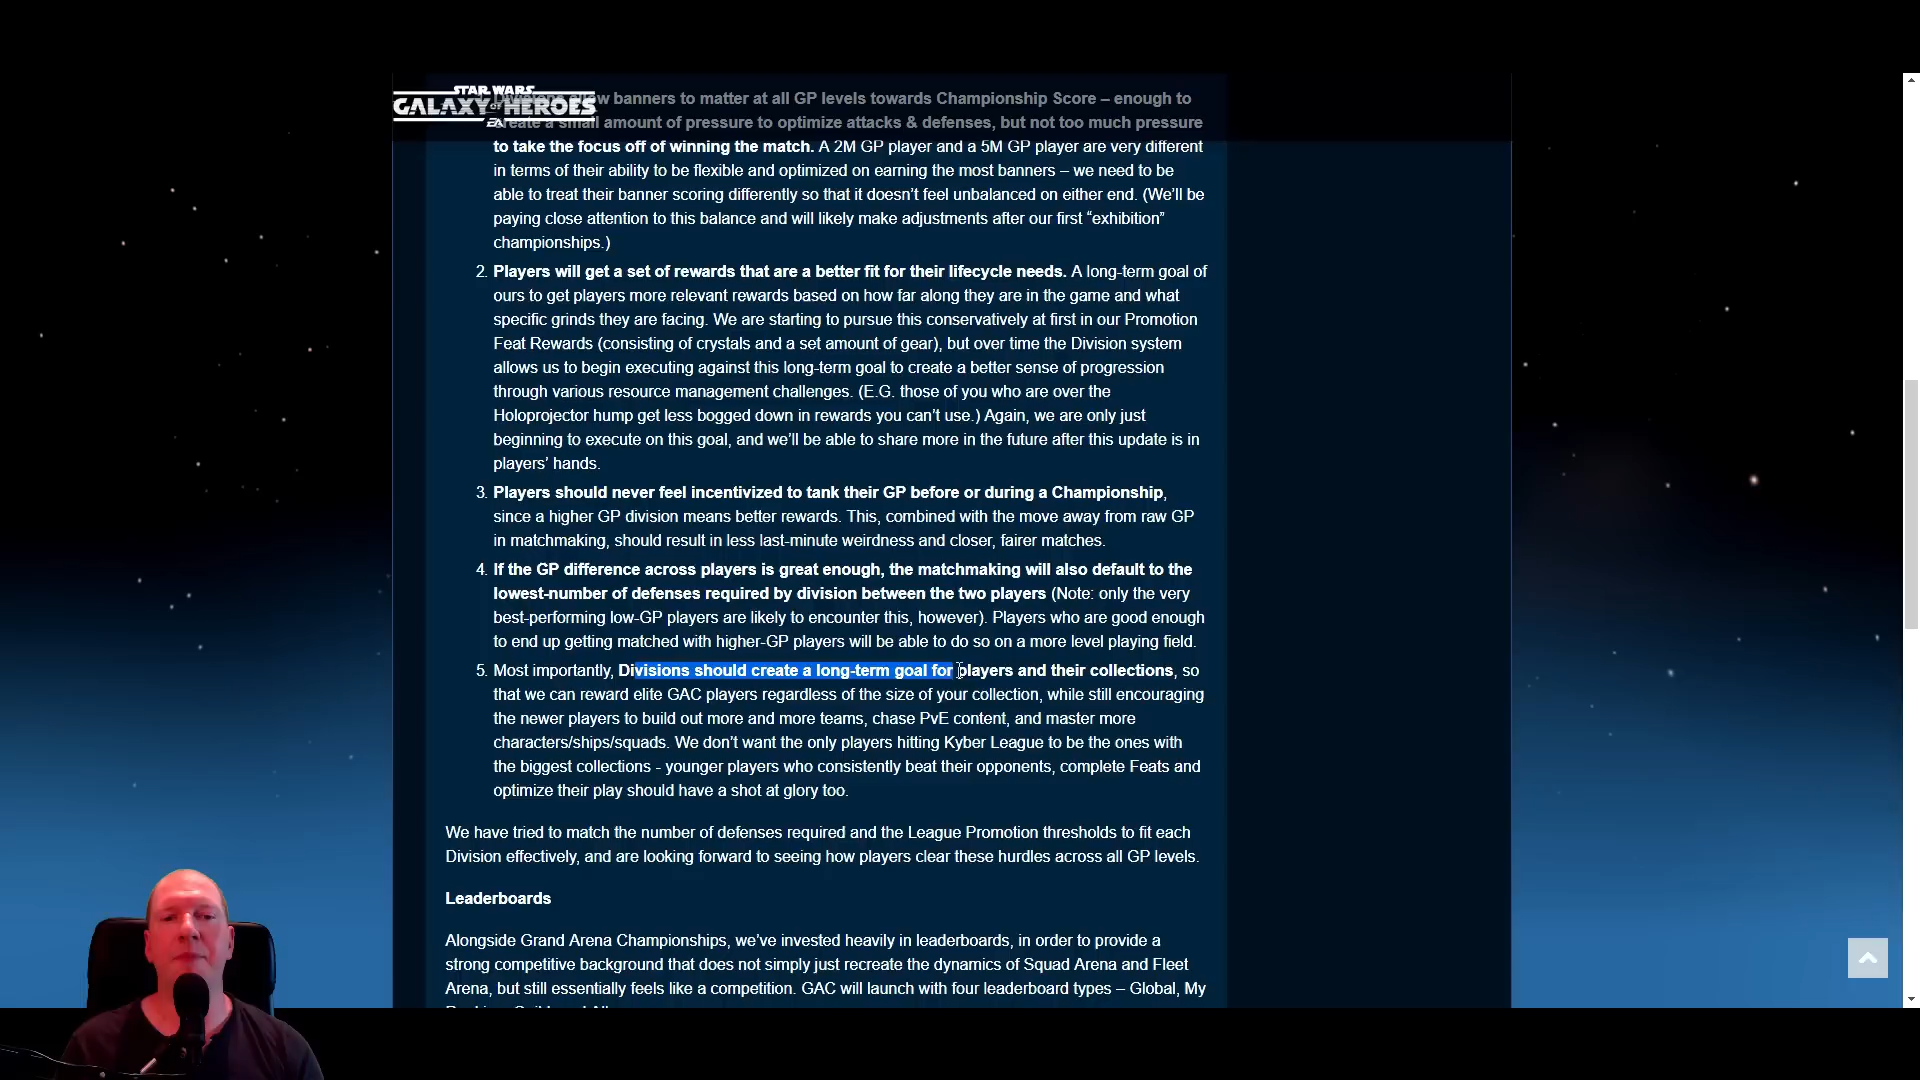 STAR WARS
GALAXY OF HEROES
EA
banners to matter at all GP levels towards Championship Score – enough to
create a small amount of pressure to optimize attacks & defenses, but not too much pressure
to take the focus off of winning the match. A 2M GP player and a 5M GP player are very different
in terms of their ability to be flexible and optimized on earning the most banners – we need to be
able to treat their banner scoring differently so that it doesn’t feel unbalanced on either end. (We’ll be
paying close attention to this balance and will likely make adjustments after our first “exhibition”
championships.)
2. Players will get a set of rewards that are a better fit for their lifecycle needs. A long-term goal of
ours to get players more relevant rewards based on how far along they are in the game and what
specific grinds they are facing. We are starting to pursue this conservatively at first in our Promotion
Feat Rewards (consisting of crystals and a set amount of gear), but over time the Division system
allows us to begin executing against this long-term goal to create a better sense of progression
through various resource management challenges. (E.G. those of you who are over the
Holoprojector hump get less bogged down in rewards you can’t use.) Again, we are only just
beginning to execute on this goal, and we’ll be able to share more in the future after this update is in
players’ hands.
3. Players should never feel incentivized to tank their GP before or during a Championship,
since a higher GP division means better rewards. This, combined with the move away from raw GP
in matchmaking, should result in less last-minute weirdness and closer, fairer matches.
4. If the GP difference across players is great enough, the matchmaking will also default to the
lowest-number of defenses required by division between the two players (Note: only the very
best-performing low-GP players are likely to encounter this, however). Players who are good enough
to end up getting matched with higher-GP players will be able to do so on a more level playing field.
5. Most importantly, Divisions should create a long-term goal for players and their collections, so
that we can reward elite GAC players regardless of the size of your collection, while still encouraging
the newer players to build out more and more teams, chase PvE content, and master more
characters/ships/squads. We don’t want the only players hitting Kyber League to be the ones with
the biggest collections - younger players who consistently beat their opponents, complete Feats and
optimize their play should have a shot at glory too.
We have tried to match the number of defenses required and the League Promotion thresholds to fit each
Division effectively, and are looking forward to seeing how players clear these hurdles across all GP levels.
Leaderboards
Alongside Grand Arena Championships, we’ve invested heavily in leaderboards, in order to provide a
strong competitive background that does not simply just recreate the dynamics of Squad Arena and Fleet
Arena, but still essentially feels like a competition. GAC will launch with four leaderboard types – Global, My